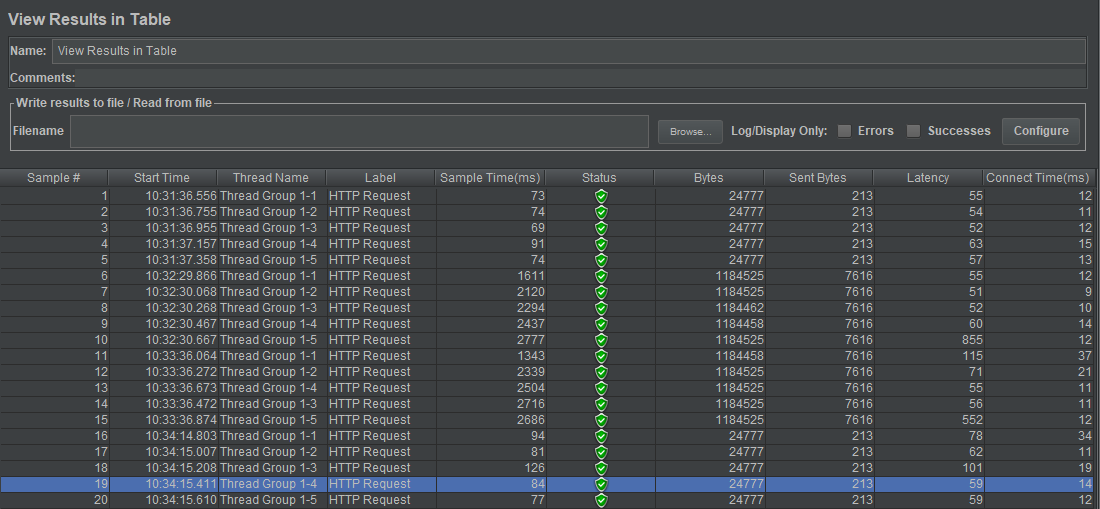 View Results in Table
Name: View Results in Table
Comments:
Write results to file / Read from file
Filename Browse... Log/Display Only: Errors Successes Configure
Sample # Start Time Thread Name Label Sample Time(ms) Status Bytes Sent Bytes Latency Connect Time(ms)
1 10:31:36.556 Thread Group 1-1 HTTP Request 73 24777 213 55 12
2 10:31:36.755 Thread Group 1-2 HTTP Request 74 24777 213 54 11
3 10:31:36.955 Thread Group 1-3 HTTP Request 69 24777 213 52 12
4 10:31:37.157 Thread Group 1-4 HTTP Request 91 24777 213 63 15
5 10:31:37.358 Thread Group 1-5 HTTP Request 74 24777 213 57 13
6 10:32:29.866 Thread Group 1-1 HTTP Request 1611 1184525 7616 55 12
7 10:32:30.068 Thread Group 1-2 HTTP Request 2120 1184525 7616 51 9
8 10:32:30.268 Thread Group 1-3 HTTP Request 2294 1184462 7616 52 10
9 10:32:30.467 Thread Group 1-4 HTTP Request 2437 1184458 7616 60 14
10 10:32:30.667 Thread Group 1-5 HTTP Request 2777 1184525 7616 855 12
11 10:33:36.064 Thread Group 1-1 HTTP Request 1343 1184458 7616 115 37
12 10:33:36.272 Thread Group 1-2 HTTP Request 2339 1184525 7616 71 21
13 10:33:36.673 Thread Group 1-4 HTTP Request 2504 1184525 7616 55 11
14 10:33:36.472 Thread Group 1-3 HTTP Request 2716 1184525 7616 56 11
15 10:33:36.874 Thread Group 1-5 HTTP Request 2686 1184525 7616 552 12
16 10:34:14.803 Thread Group 1-1 HTTP Request 94 24777 213 78 34
17 10:34:15.007 Thread Group 1-2 HTTP Request 81 24777 213 62 11
18 10:34:15.208 Thread Group 1-3 HTTP Request 126 24777 213 101 19
19 10:34:15.411 Thread Group 1-4 HTTP Request 84 24777 213 59 14
20 10:34:15.610 Thread Group 1-5 HTTP Request 77 24777 213 59 12